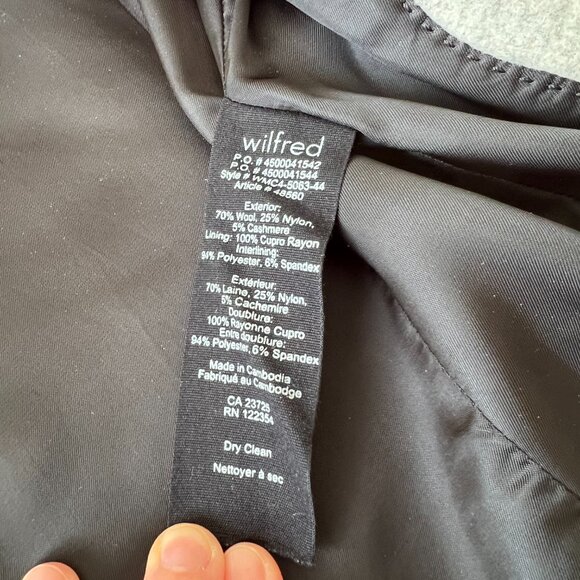 wilfred
P.O. # 4500041542
P.O. # 4500041544
Style # WMC4-5063-44
Article # 48560
Exterior:
70% Wool, 25% Nylon,
5% Cashmere
Lining: 100% Cupro Rayon
Interlining:
94% Polyester, 6% Spandex
Extérieur:
70% Laine, 25% Nylon,
5% Cachemire
Doublure:
100% Rayonne Cupro
Entre doublure:
94% Polyester, 6% Spandex
Made in Cambodia
Fabriqué au Cambodge
CA 23725
RN 122354
Dry Clean
Nettoyer à sec